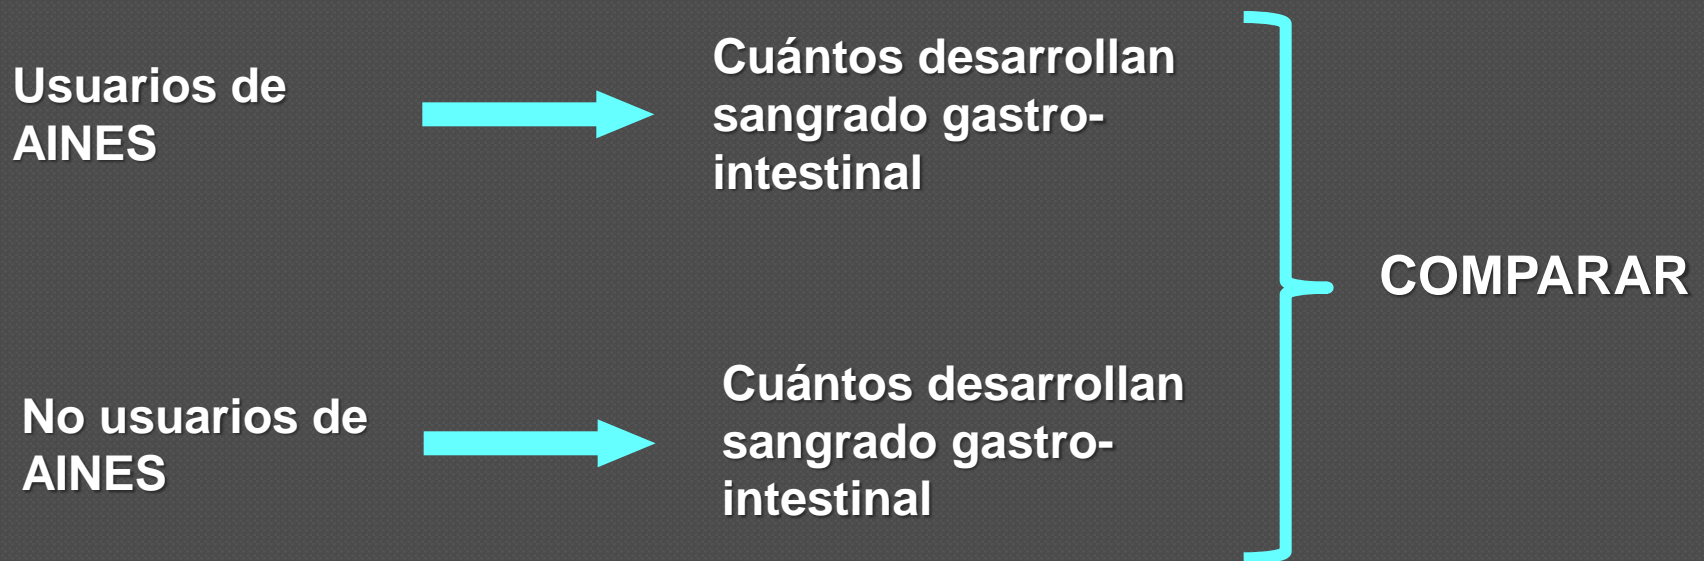 Usuarios de
AINES
Cuántos desarrollan
sangrado gastro-
intestinal
No usuarios de
AINES
Cuántos desarrollan
sangrado gastro-
intestinal
COMPARAR